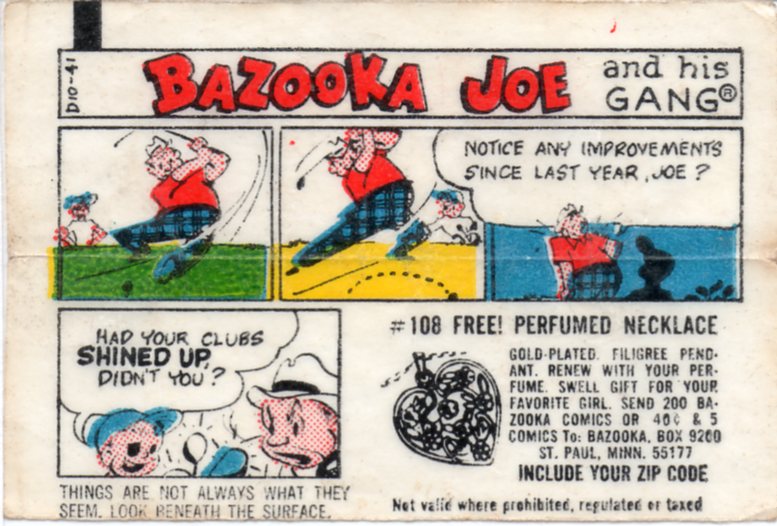 D10-41
BAZOOKA JOE and his
GANG®
NOTICE ANY IMPROVEMENTS
SINCE LAST YEAR, JOE?
HAD YOUR CLUBS
SHINED UP,
DIDN'T YOU?
THINGS ARE NOT ALWAYS WHAT THEY
SEEM. LOOK BENEATH THE SURFACE.
#108 FREE! PERFUMED NECKLACE
GOLD-PLATED. FILIGREE PEND-
ANT. RENEW WITH YOUR PER-
FUME. SWELL GIFT FOR YOUR
FAVORITE GIRL. SEND 200 BA-
ZOOKA COMICS OR 40¢ & 5
COMICS To: BAZOOKA, BOX 9200
ST. PAUL, MINN. 55177
INCLUDE YOUR ZIP CODE
Not valid where prohibited, regulated or taxed